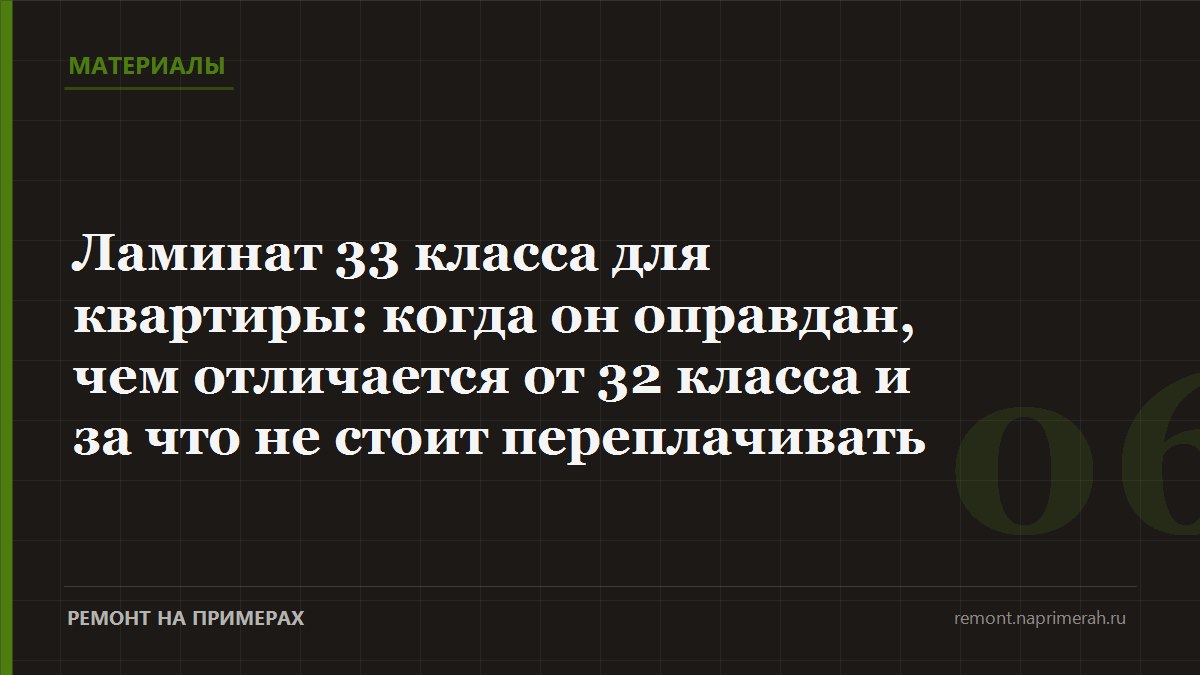 МАТЕРИАЛЫ
Ламинат 33 класса для
квартиры: когда он оправдан,
чем отличается от 32 класса и
за что не стоит переплачивать
06
РЕМОНТ НА ПРИМЕРАХ
remont.naprimerah.ru